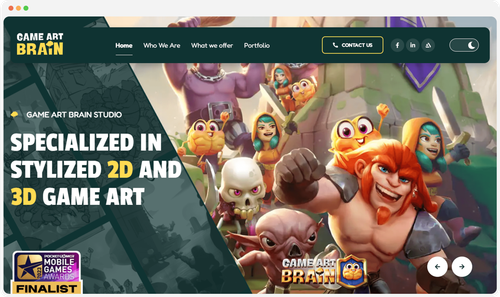 GAME ART
BRAIN
Home
Who We Are
What we offer
Portfolio
CONTACT US
GAME ART BRAIN STUDIO
SPECIALIZED IN
STYLIZED 2D AND
3D GAME ART
MOBILE
GAMES
AWARDS
FINALIST
GAME ART
BRAIN